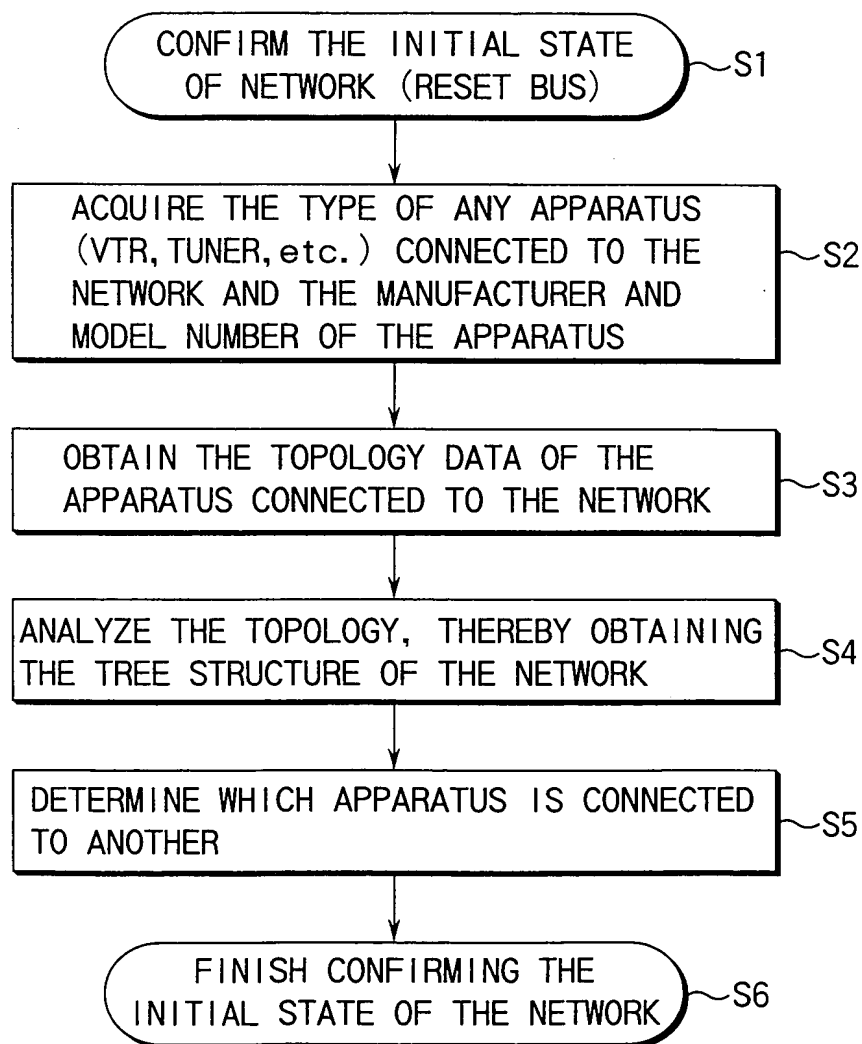 CONFIRM THE INITIAL STATE
OF NETWORK (RESET BUS)
S1
ACQUIRE THE TYPE OF ANY APPARATUS
(VTR, TUNER, etc.) CONNECTED TO THE
NETWORK AND THE MANUFACTURER AND
MODEL NUMBER OF THE APPARATUS
S2
OBTAIN THE TOPOLOGY DATA OF THE
APPARATUS CONNECTED TO THE NETWORK
S3
ANALYZE THE TOPOLOGY, THEREBY OBTAINING
THE TREE STRUCTURE OF THE NETWORK
S4
DETERMINE WHICH APPARATUS IS CONNECTED
TO ANOTHER
S5
FINISH CONFIRMING THE
INITIAL STATE OF THE NETWORK
S6